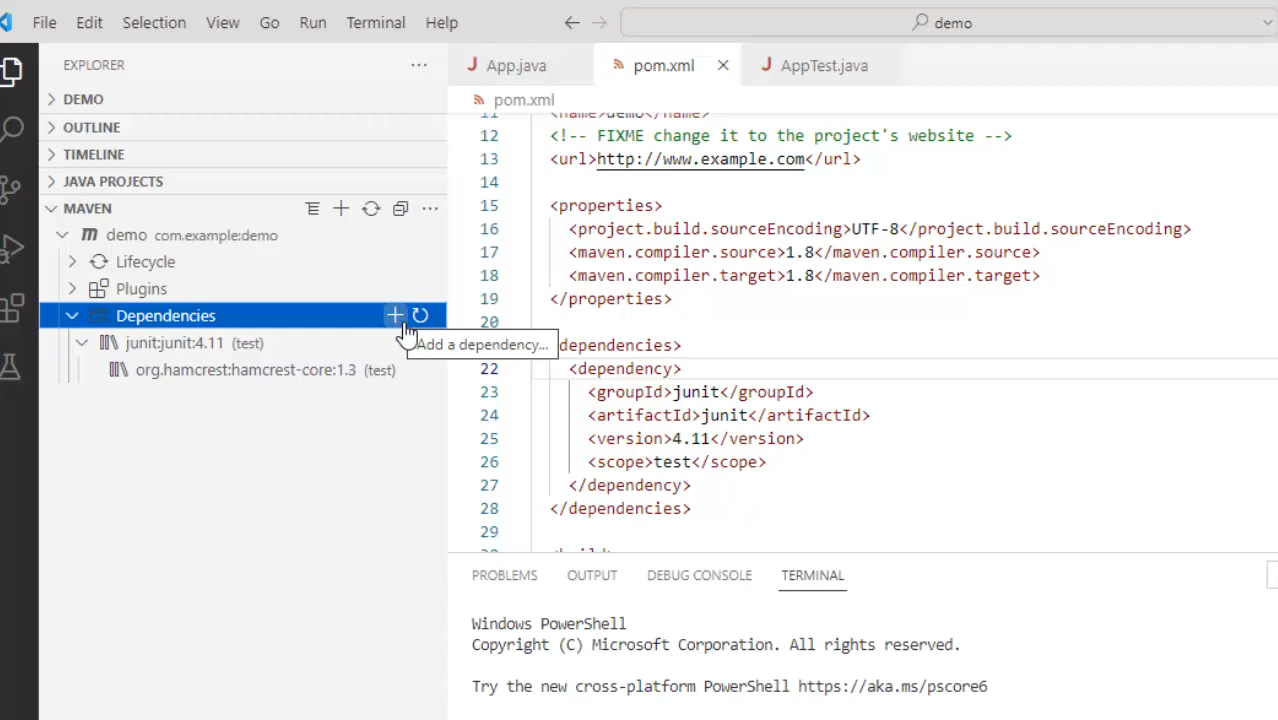 File Edit Selection View Go Run Terminal Help
demo
EXPLORER
DEMO
OUTLINE
TIMELINE
JAVA PROJECTS
MAVEN
demo com.example:demo
Lifecycle
Plugins
Dependencies
junit:junit:4.11 (test)
org.hamcrest:hamcrest-core:1.3 (test)
Add a dependency...
App.java pom.xml AppTest.java
pom.xml
11 <name>demo</name>
12 <!-- FIXME change it to the project's website -->
13 <url>http://www.example.com</url>
14
15 <properties>
16 <project.build.sourceEncoding>UTF-8</project.build.sourceEncoding>
17 <maven.compiler.source>1.8</maven.compiler.source>
18 <maven.compiler.target>1.8</maven.compiler.target>
19 </properties>
20
dependencies>
22 <dependency>
23 <groupId>junit</groupId>
24 <artifactId>junit</artifactId>
25 <version>4.11</version>
26 <scope>test</scope>
27 </dependency>
28 </dependencies>
29
PROBLEMS OUTPUT DEBUG CONSOLE TERMINAL
Windows PowerShell
Copyright (C) Microsoft Corporation. All rights reserved.
Try the new cross-platform PowerShell https://aka.ms/pscore6